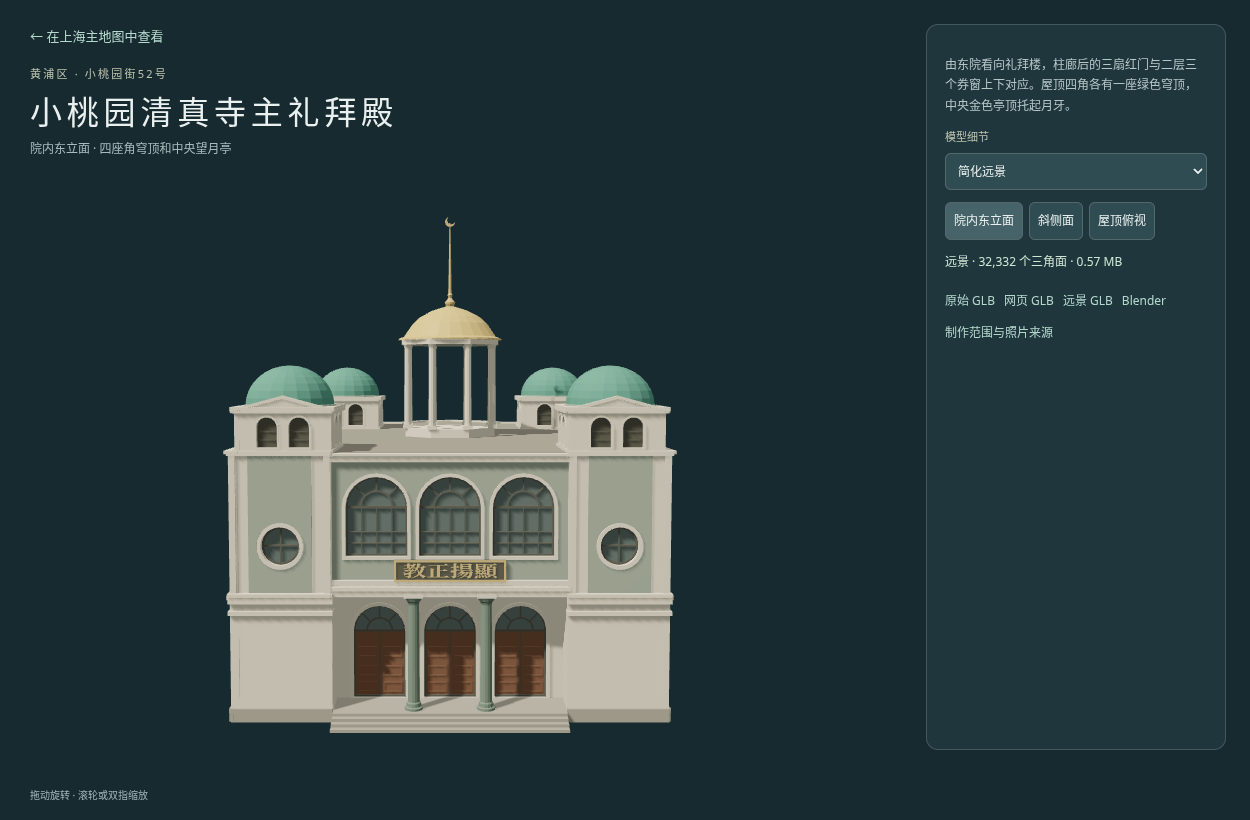 ← 在上海主地图中查看
黄浦区 · 小桃园街52号
小桃园清真寺主礼拜殿
院内东立面 · 四座角穹顶和中央望月亭
教正揚顯
拖动旋转 · 滚轮或双指缩放
由东院看向礼拜楼，柱廊后的三扇红门与二层三
个券窗上下对应。屋顶四角各有一座绿色穹顶，
中央金色亭顶托起月牙。
模型细节
简化远景
院内东立面 斜侧面 屋顶俯视
远景 · 32,332 个三角面 · 0.57 MB
原始 GLB 网页 GLB 远景 GLB Blender
制作范围与照片来源